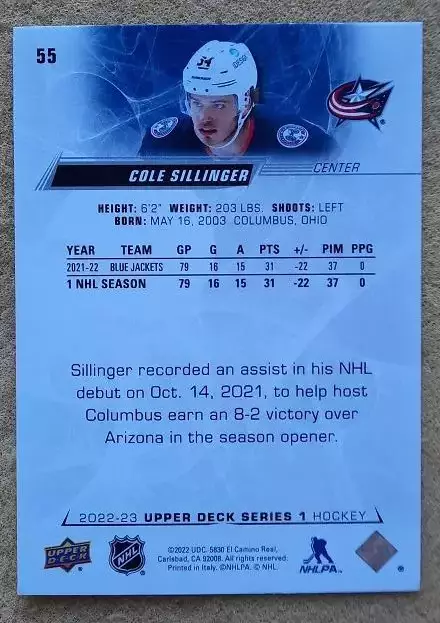 55
COLE SILLINGER
CENTER
HEIGHT: 6'2" WEIGHT: 203 LBS. SHOOTS: LEFT
BORN: MAY 16, 2003 COLUMBUS, OHIO
YEAR TEAM GP G A PTS +/- PIM PPG
2021-22 BLUE JACKETS 79 16 15 31 -22 37 0
1 NHL SEASON 79 16 15 31 -22 37 0
Sillinger recorded an assist in his NHL
debut on Oct. 14, 2021, to help host
Columbus earn an 8-2 victory over
Arizona in the season opener.
2022-23 UPPER DECK SERIES 1 HOCKEY
UPPER DECK
NHL
©2022 UDC. 5830 El Camino Real,
Carlsbad, CA 92008. All rights reserved.
Printed in Italy. ©NHLPA. © NHL.
NHLPA